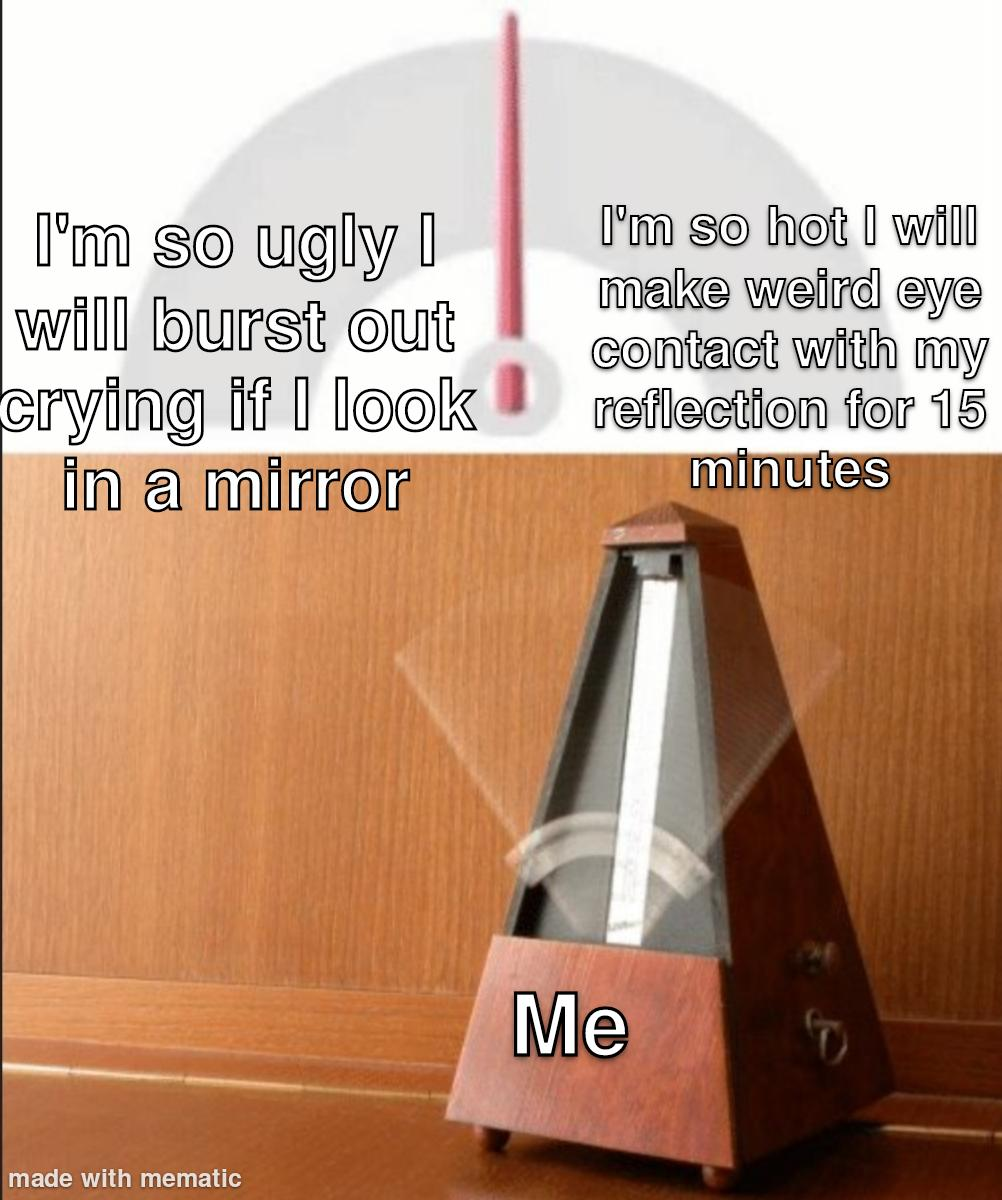 I'm so ugly I
will burst out
crying if I look
in a mirror
I'm so hot I will
make weird eye
contact with my
reflection for 15
minutes
Me
made with mematic